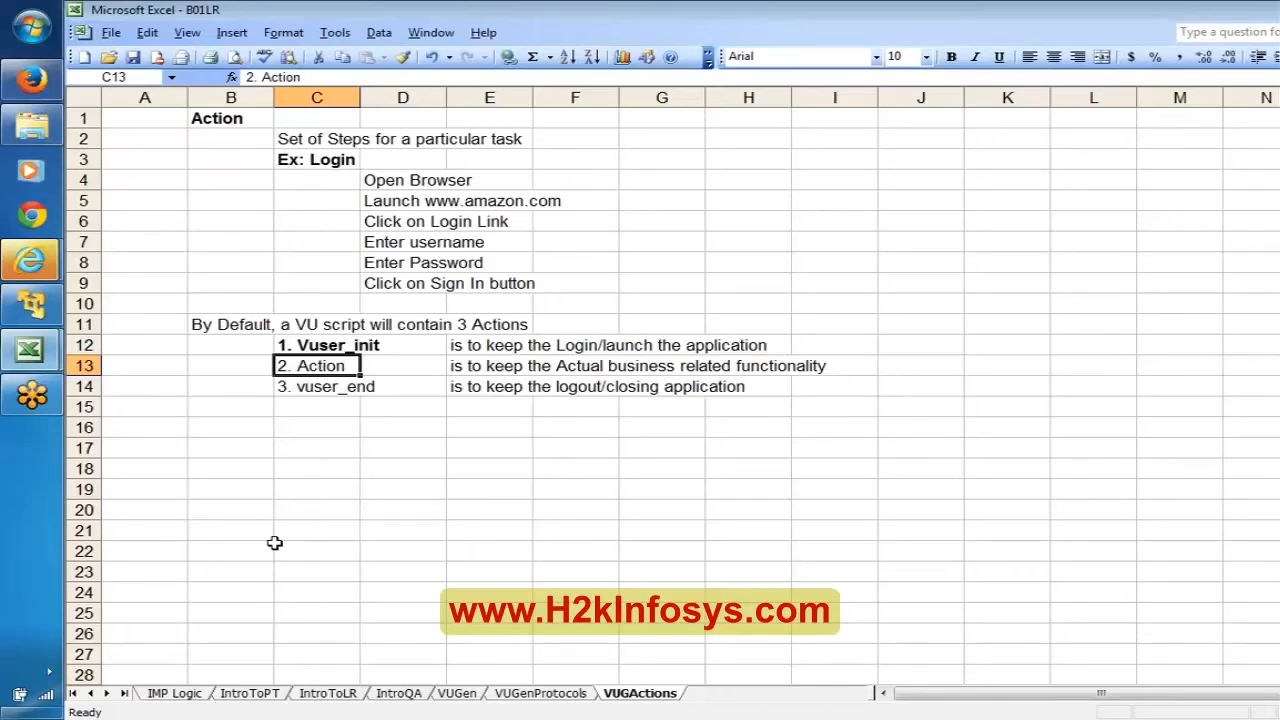 Microsoft Excel - B01LR
File Edit View Insert Format Tools Data Window Help
Type a question fo
Arial 10 B I U $ %
C13 fx 2. Action
A B C D E F G H I J K L M N
1 Action
2 Set of Steps for a particular task
3 Ex: Login
4 Open Browser
5 Launch www.amazon.com
6 Click on Login Link
7 Enter username
8 Enter Password
9 Click on Sign In button
10
11 By Default, a VU script will contain 3 Actions
12 1. Vuser_init is to keep the Login/launch the application
13 2. Action is to keep the Actual business related functionality
14 3. vuser_end is to keep the logout/closing application
15
16
17
18
19
20
21
22
23
24
www.H2kInfosys.com
25
26
27
28
IMP Logic IntroToPT IntroToLR IntroQA VUGen VUGenProtocols VUGActions
Ready